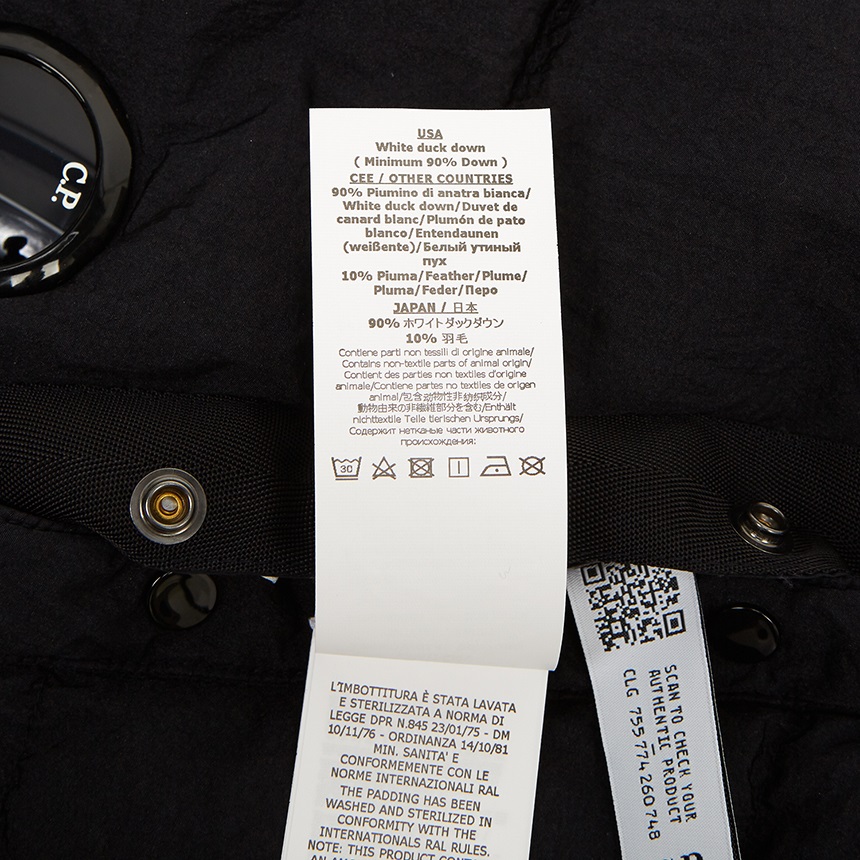 C.P.
USA
White duck down
( Minimum 90% Down )
CEE / OTHER COUNTRIES
90% Piumino di anatra bianca/
White duck down/Duvet de
canard blanc/Plumón de pato
blanco/Entendaunen
(weißente)/Белый утиный
пух
10% Piuma/Feather/Plume/
Pluma/Feder/Перо
JAPAN / 日本
90% ホワイトダックダウン
10% 羽毛
Contiene parti non tessili di origine animale/
Contains non-textile parts of animal origin/
Contient des parties non textiles d'origine
animale/Contiene partes no textiles de origen
animal/包含动物性非纺织成分/
動物由来の非繊維部分を含む/Enthält
nichttextile Teile tierischen Ursprungs/
Содержит нетканые части животного
происхождения:
30
L'IMBOTTITURA È STATA LAVATA
E STERILIZZATA A NORMA DI
LEGGE DPR N.845 23/01/75 - DM
10/11/76 - ORDINANZA 14/10/81
MIN. SANITA' E
CONFORMEMENTE CON LE
NORME INTERNAZIONALI RAL
THE PADDING HAS BEEN
WASHED AND STERILIZED IN
CONFORMITY WITH THE
INTERNATIONALS RAL RULES.
NOTE: THIS PRODUCT
SCAN TO CHECK YOUR
AUTHENTIC PRODUCT
CLG 755 774 260 748